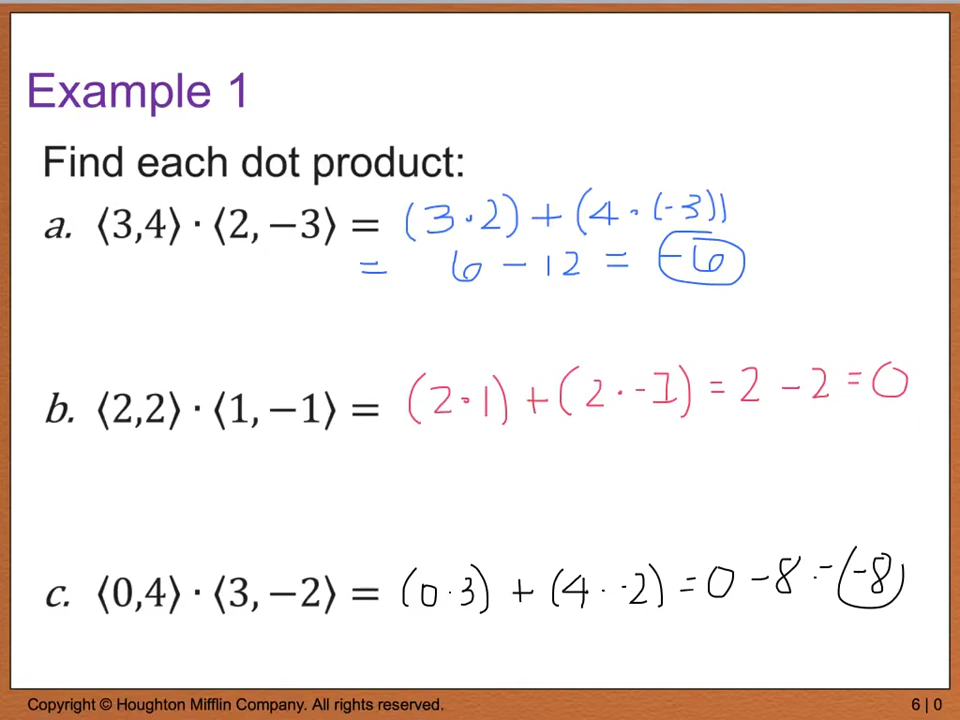 Example 1
Find each dot product:
a. ⟨3,4⟩ · ⟨2, −3⟩ = (3·2) + (4·(-3))
= 6 − 12 = −6
b. ⟨2,2⟩ · ⟨1, −1⟩ = (2·1) + (2·-1) = 2 − 2 = 0
c. ⟨0,4⟩ · ⟨3, −2⟩ = (0·3) + (4·-2) = 0 − 8 = -8
Copyright © Houghton Mifflin Company. All rights reserved. 6 | 0